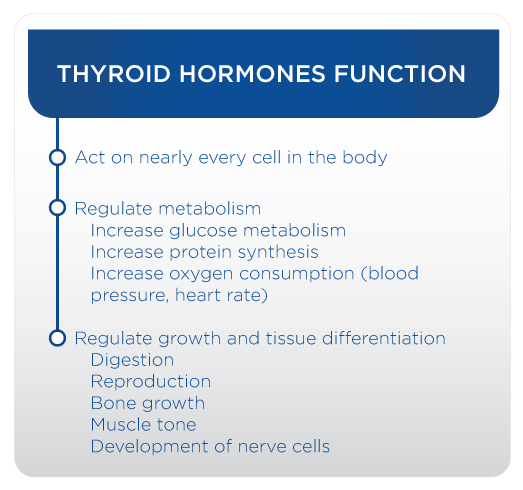 THYROID HORMONES FUNCTION
Act on nearly every cell in the body
Regulate metabolism
Increase glucose metabolism
Increase protein synthesis
Increase oxygen consumption (blood
pressure, heart rate)
Regulate growth and tissue differentiation
Digestion
Reproduction
Bone growth
Muscle tone
Development of nerve cells